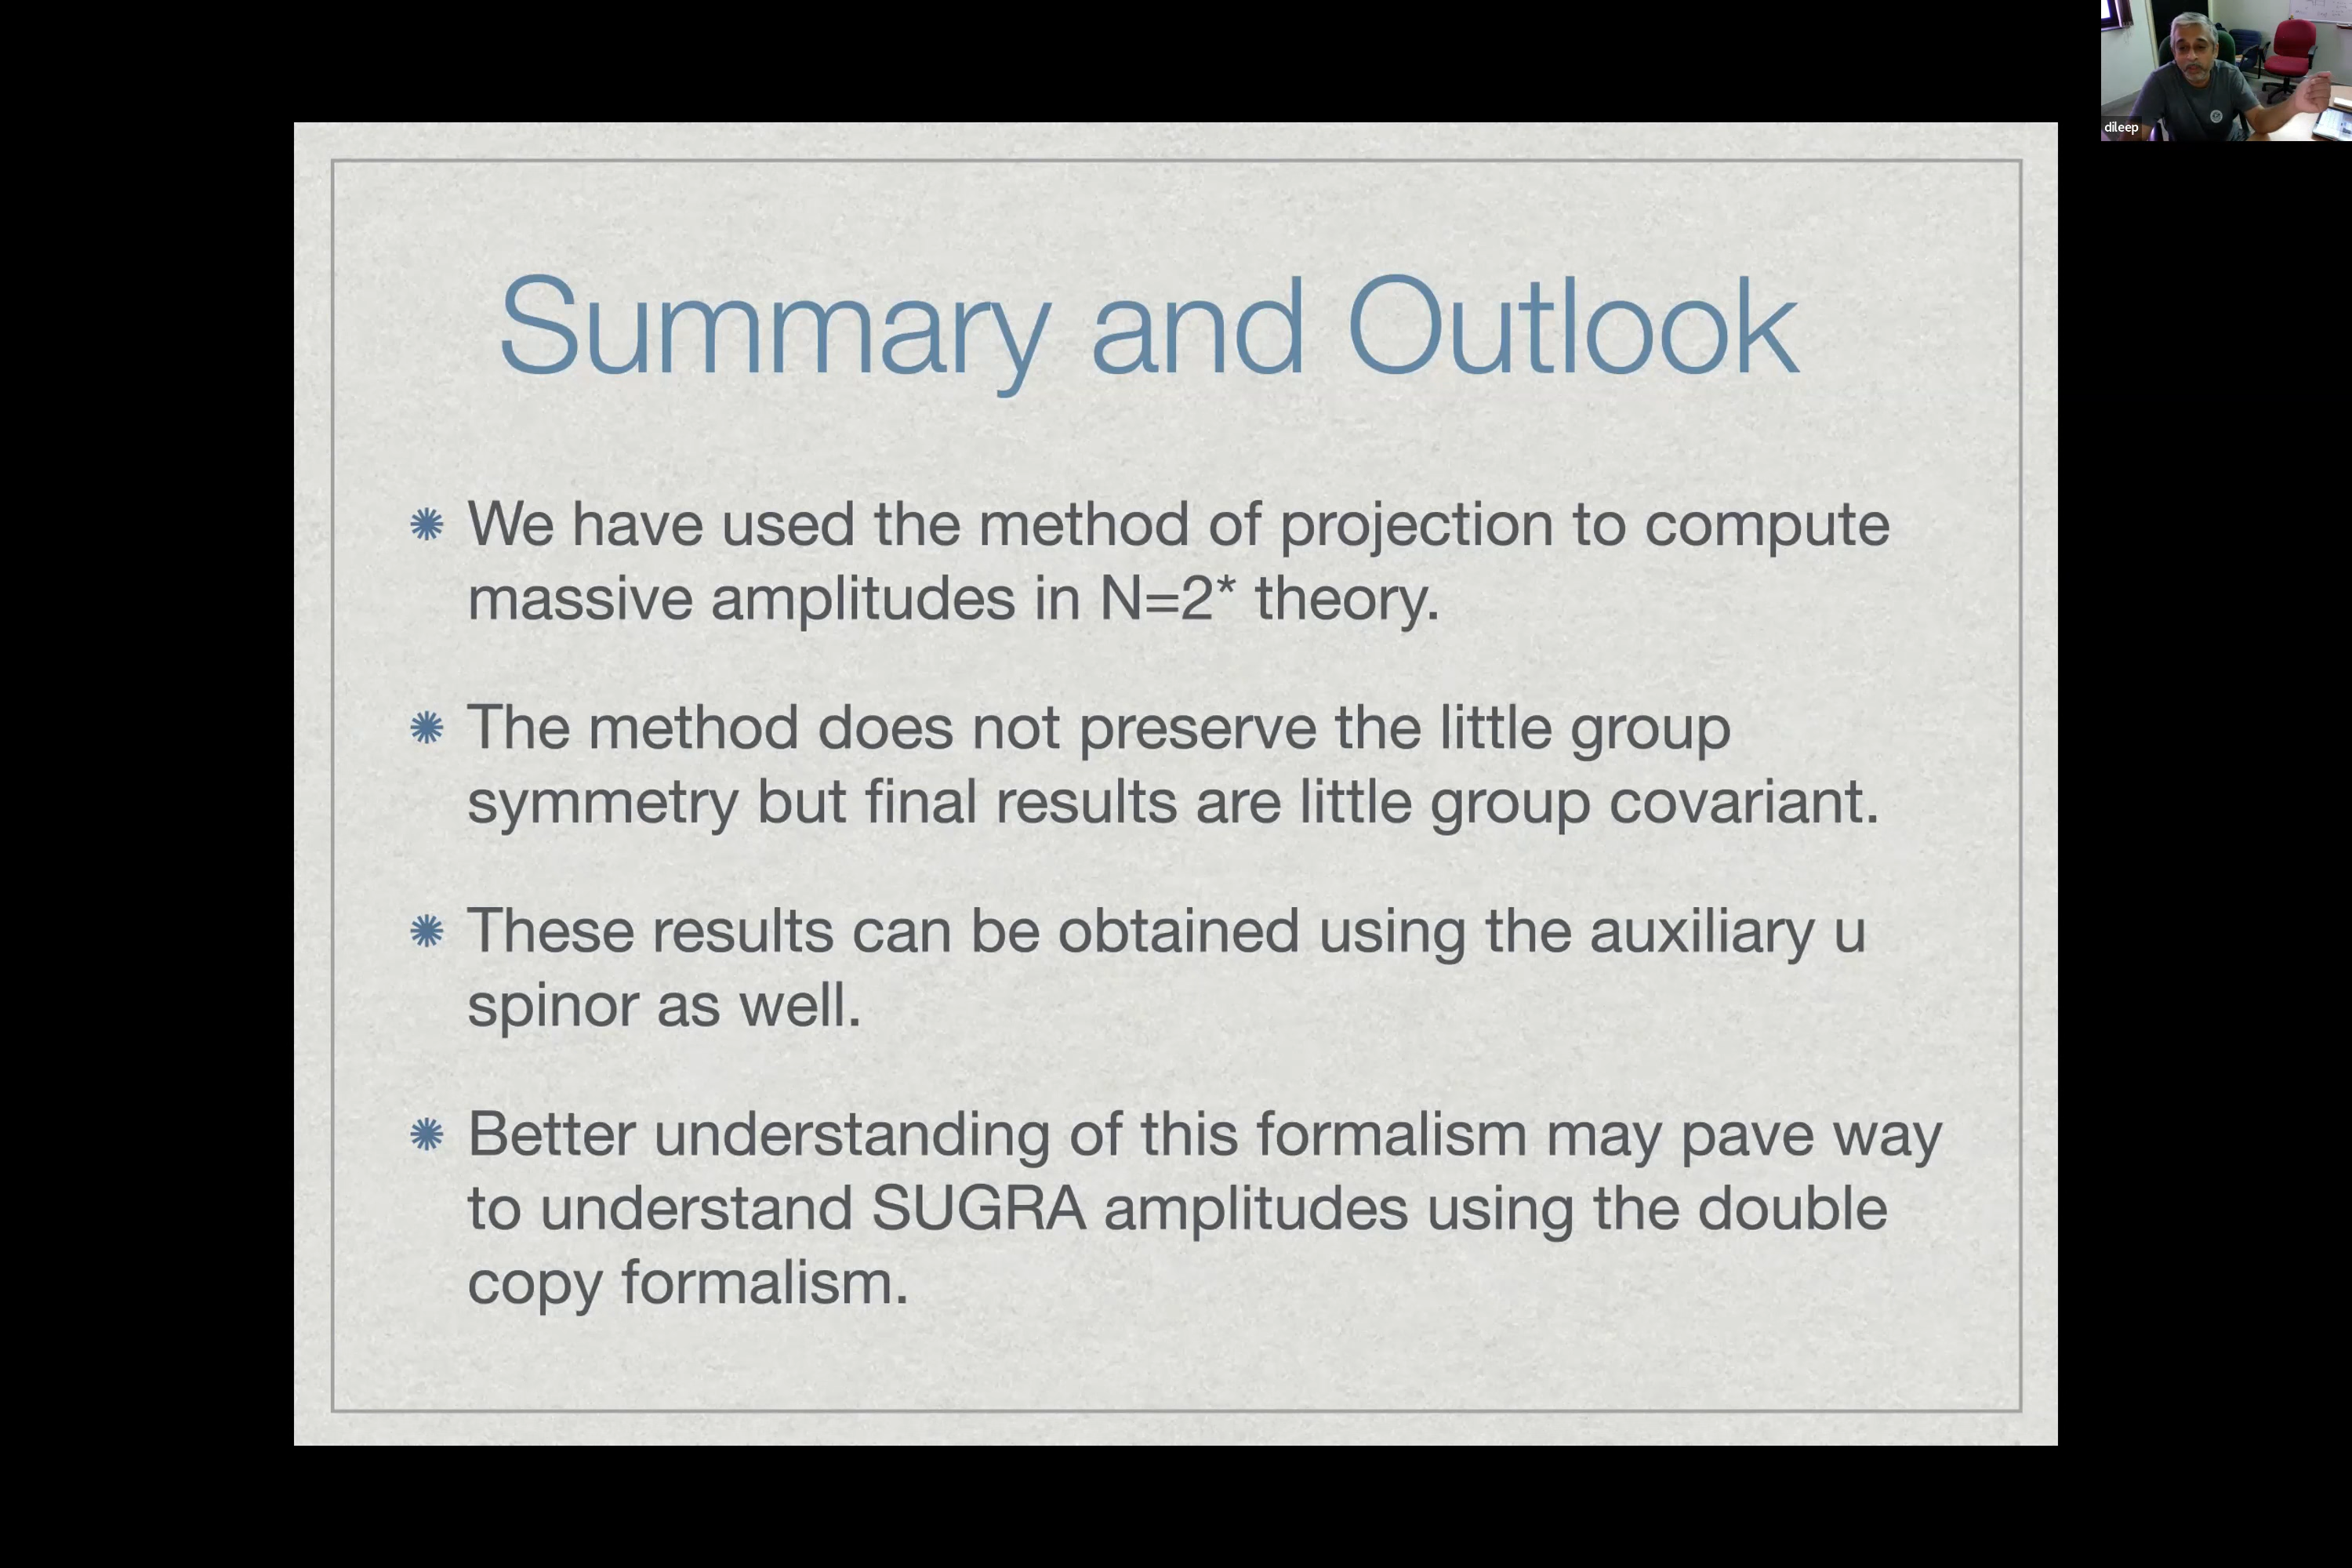 dileep
Summary and Outlook
We have used the method of projection to compute
massive amplitudes in N=2* theory.
The method does not preserve the little group
symmetry but final results are little group covariant.
These results can be obtained using the auxiliary u
spinor as well.
Better understanding of this formalism may pave way
to understand SUGRA amplitudes using the double
copy formalism.